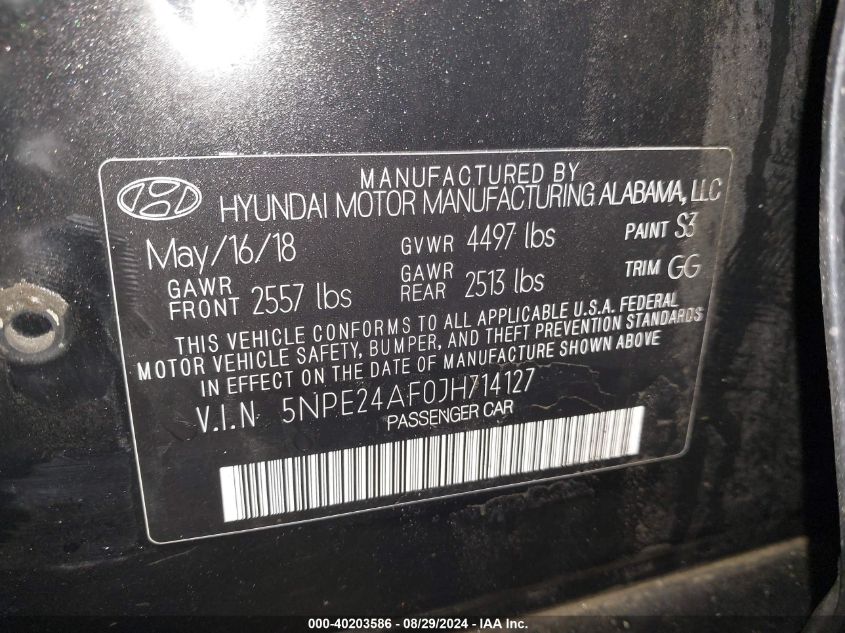 MANUFACTURED BY
HYUNDAI MOTOR MANUFACTURING ALABAMA, LLC
May/16/18 GVWR 4497 lbs PAINT S3
GAWR FRONT 2557 lbs GAWR REAR 2513 lbs TRIM GG
THIS VEHICLE CONFORMS TO ALL APPLICABLE U.S.A. FEDERAL
MOTOR VEHICLE SAFETY, BUMPER, AND THEFT PREVENTION STANDARDS
IN EFFECT ON THE DATE OF MANUFACTURE SHOWN ABOVE
V.I.N 5NPE24AF0JH714127
PASSENGER CAR
000-40203586 - 08/29/2024 - IAA Inc.